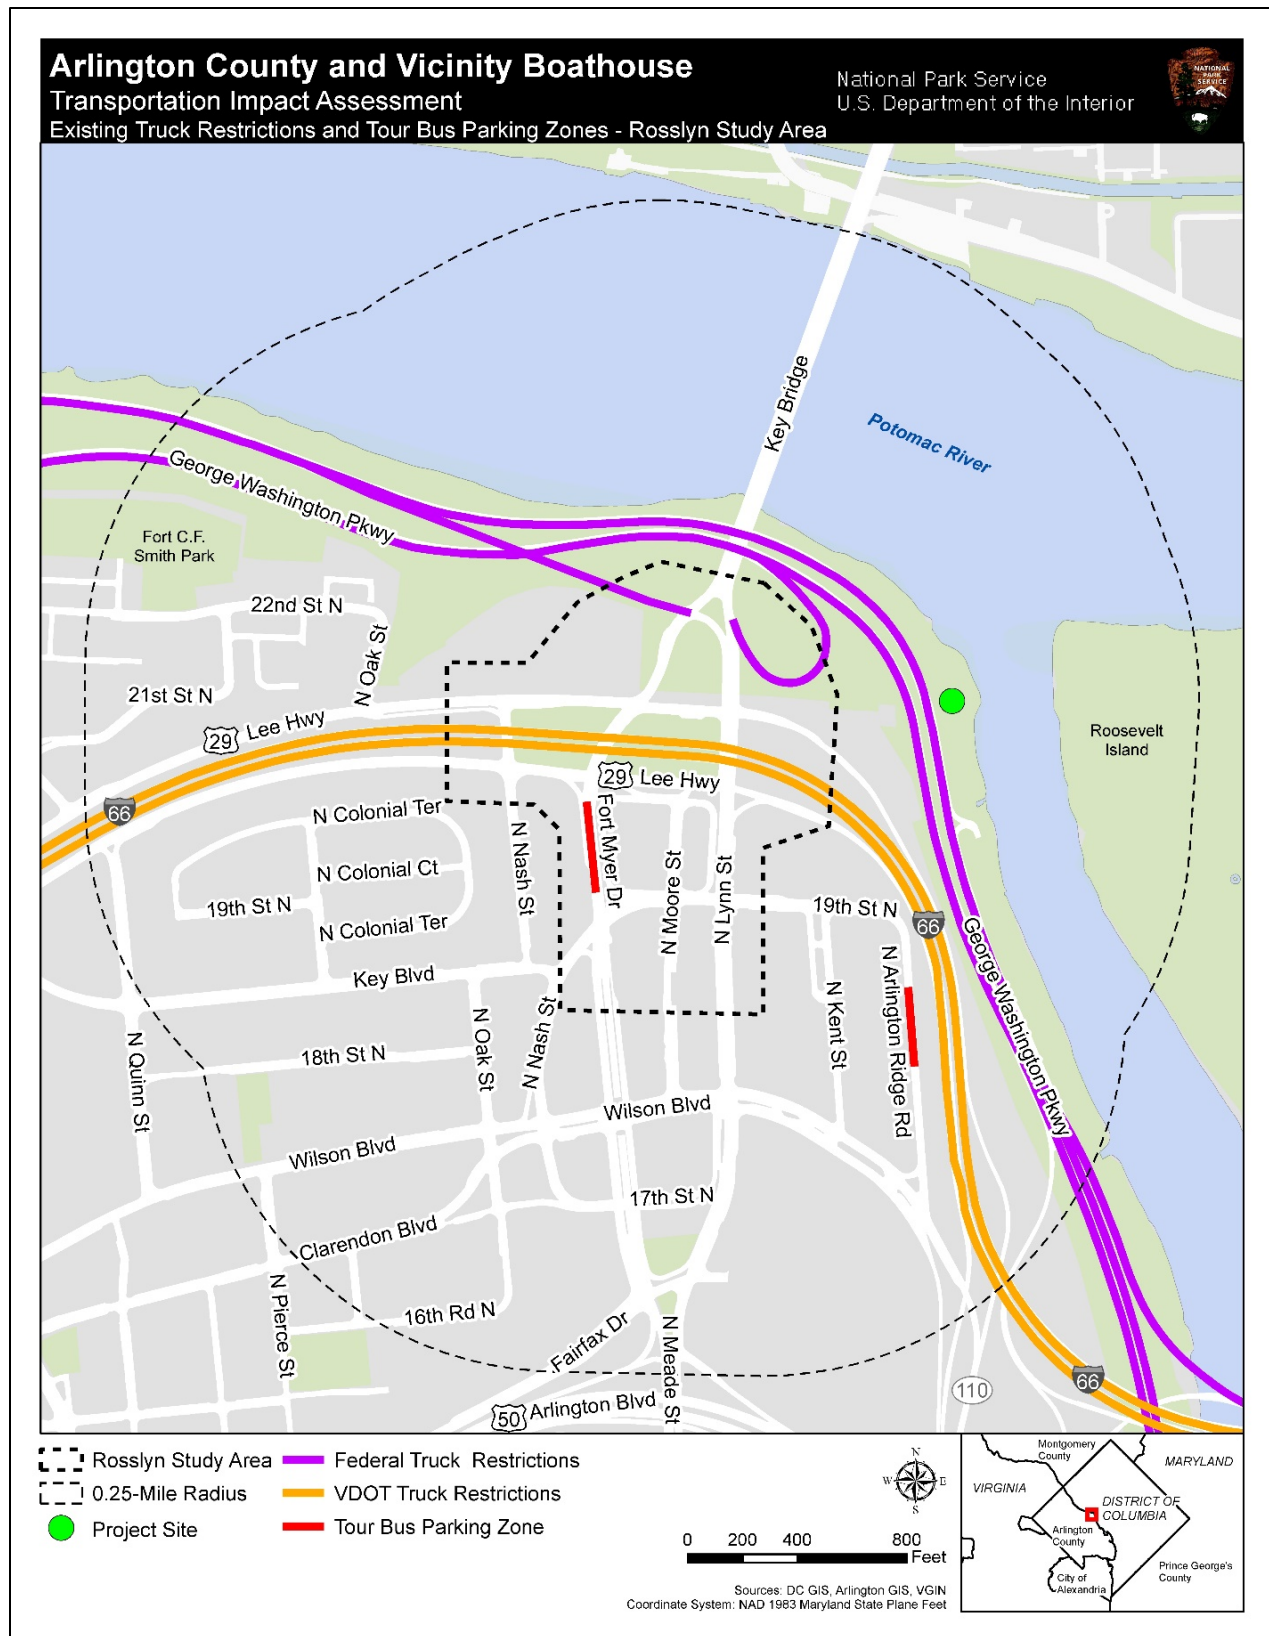 Arlington County and Vicinity Boathouse
Transportation Impact Assessment
Existing Truck Restrictions and Tour Bus Parking Zones - Rosslyn Study Area
National Park Service
U.S. Department of the Interior
NATIONAL
PARK
SERVICE
Key Bridge
Potomac River
George Washington Pkwy
Fort C.F.
Smith Park
22nd St N
N Oak St
21st St N
29 Lee Hwy
Roosevelt
Island
29 Lee Hwy
66
N Colonial Ter
Fort Myer Dr
N Nash St
N Moore St
N Lynn St
N Colonial Ct
19th St N
N Colonial Ter
19th St N
66
George Washington Pkwy
Key Blvd
N Arlington Ridge Rd
N Kent St
N Quinn St
18th St N
N Oak St
N Nash St
Wilson Blvd
Wilson Blvd
17th St N
Clarendon Blvd
N Pierce St
16th Rd N
Fairfax Dr
N Meade St
66
110
50 Arlington Blvd
Rosslyn Study Area
0.25-Mile Radius
Project Site
Federal Truck Restrictions
VDOT Truck Restrictions
Tour Bus Parking Zone
N
W E
S
0 200 400 800
Feet
Sources: DC GIS, Arlington GIS, VGIN
Coordinate System: NAD 1983 Maryland State Plane Feet
Montgomery
County
MARYLAND
VIRGINIA
DISTRICT OF
COLUMBIA
Arlington
County
Prince George's
County
City of
Alexandria